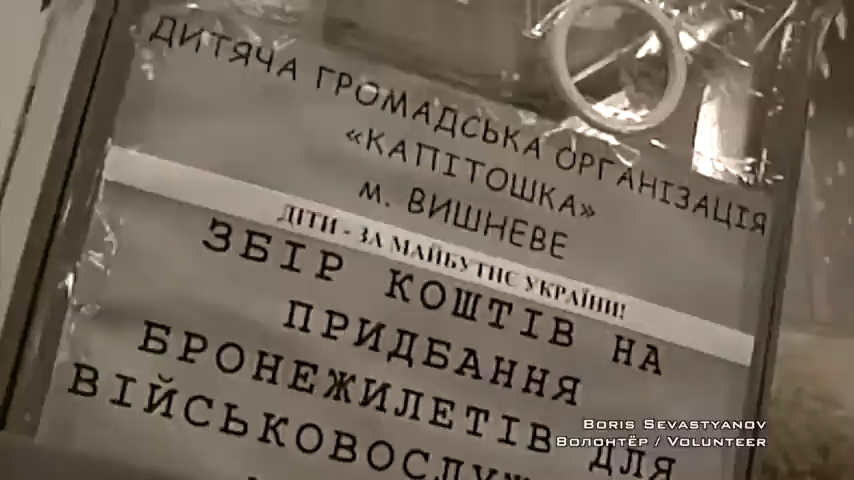 ДИТЯЧА ГРОМАДСЬКА ОРГАНІЗАЦІЯ
«КАПІТОШКА»
М. ВИШНЕВЕ
ДІТИ - ЗА МАЙБУТНЄ УКРАЇНИ!
ЗБІР КОШТІВ НА
ПРИДБАННЯ
БРОНЕЖИЛЕТІВ ДЛЯ
BORIS SEVASTYANOV
ВОЛОНТЁР / VOLUNTEER